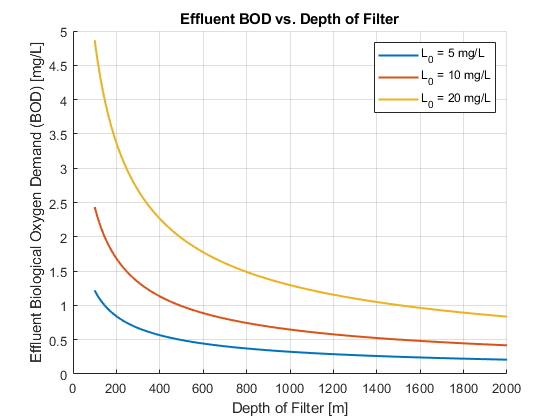 Effluent BOD vs. Depth of Filter
Effluent Biological Oxygen Demand (BOD) [mg/L]
5
4.5
4
3.5
3
2.5
2
1.5
1
0.5
0
L0 = 5 mg/L
L0 = 10 mg/L
L0 = 20 mg/L
0 200 400 600 800 1000 1200 1400 1600 1800 2000
Depth of Filter [m]